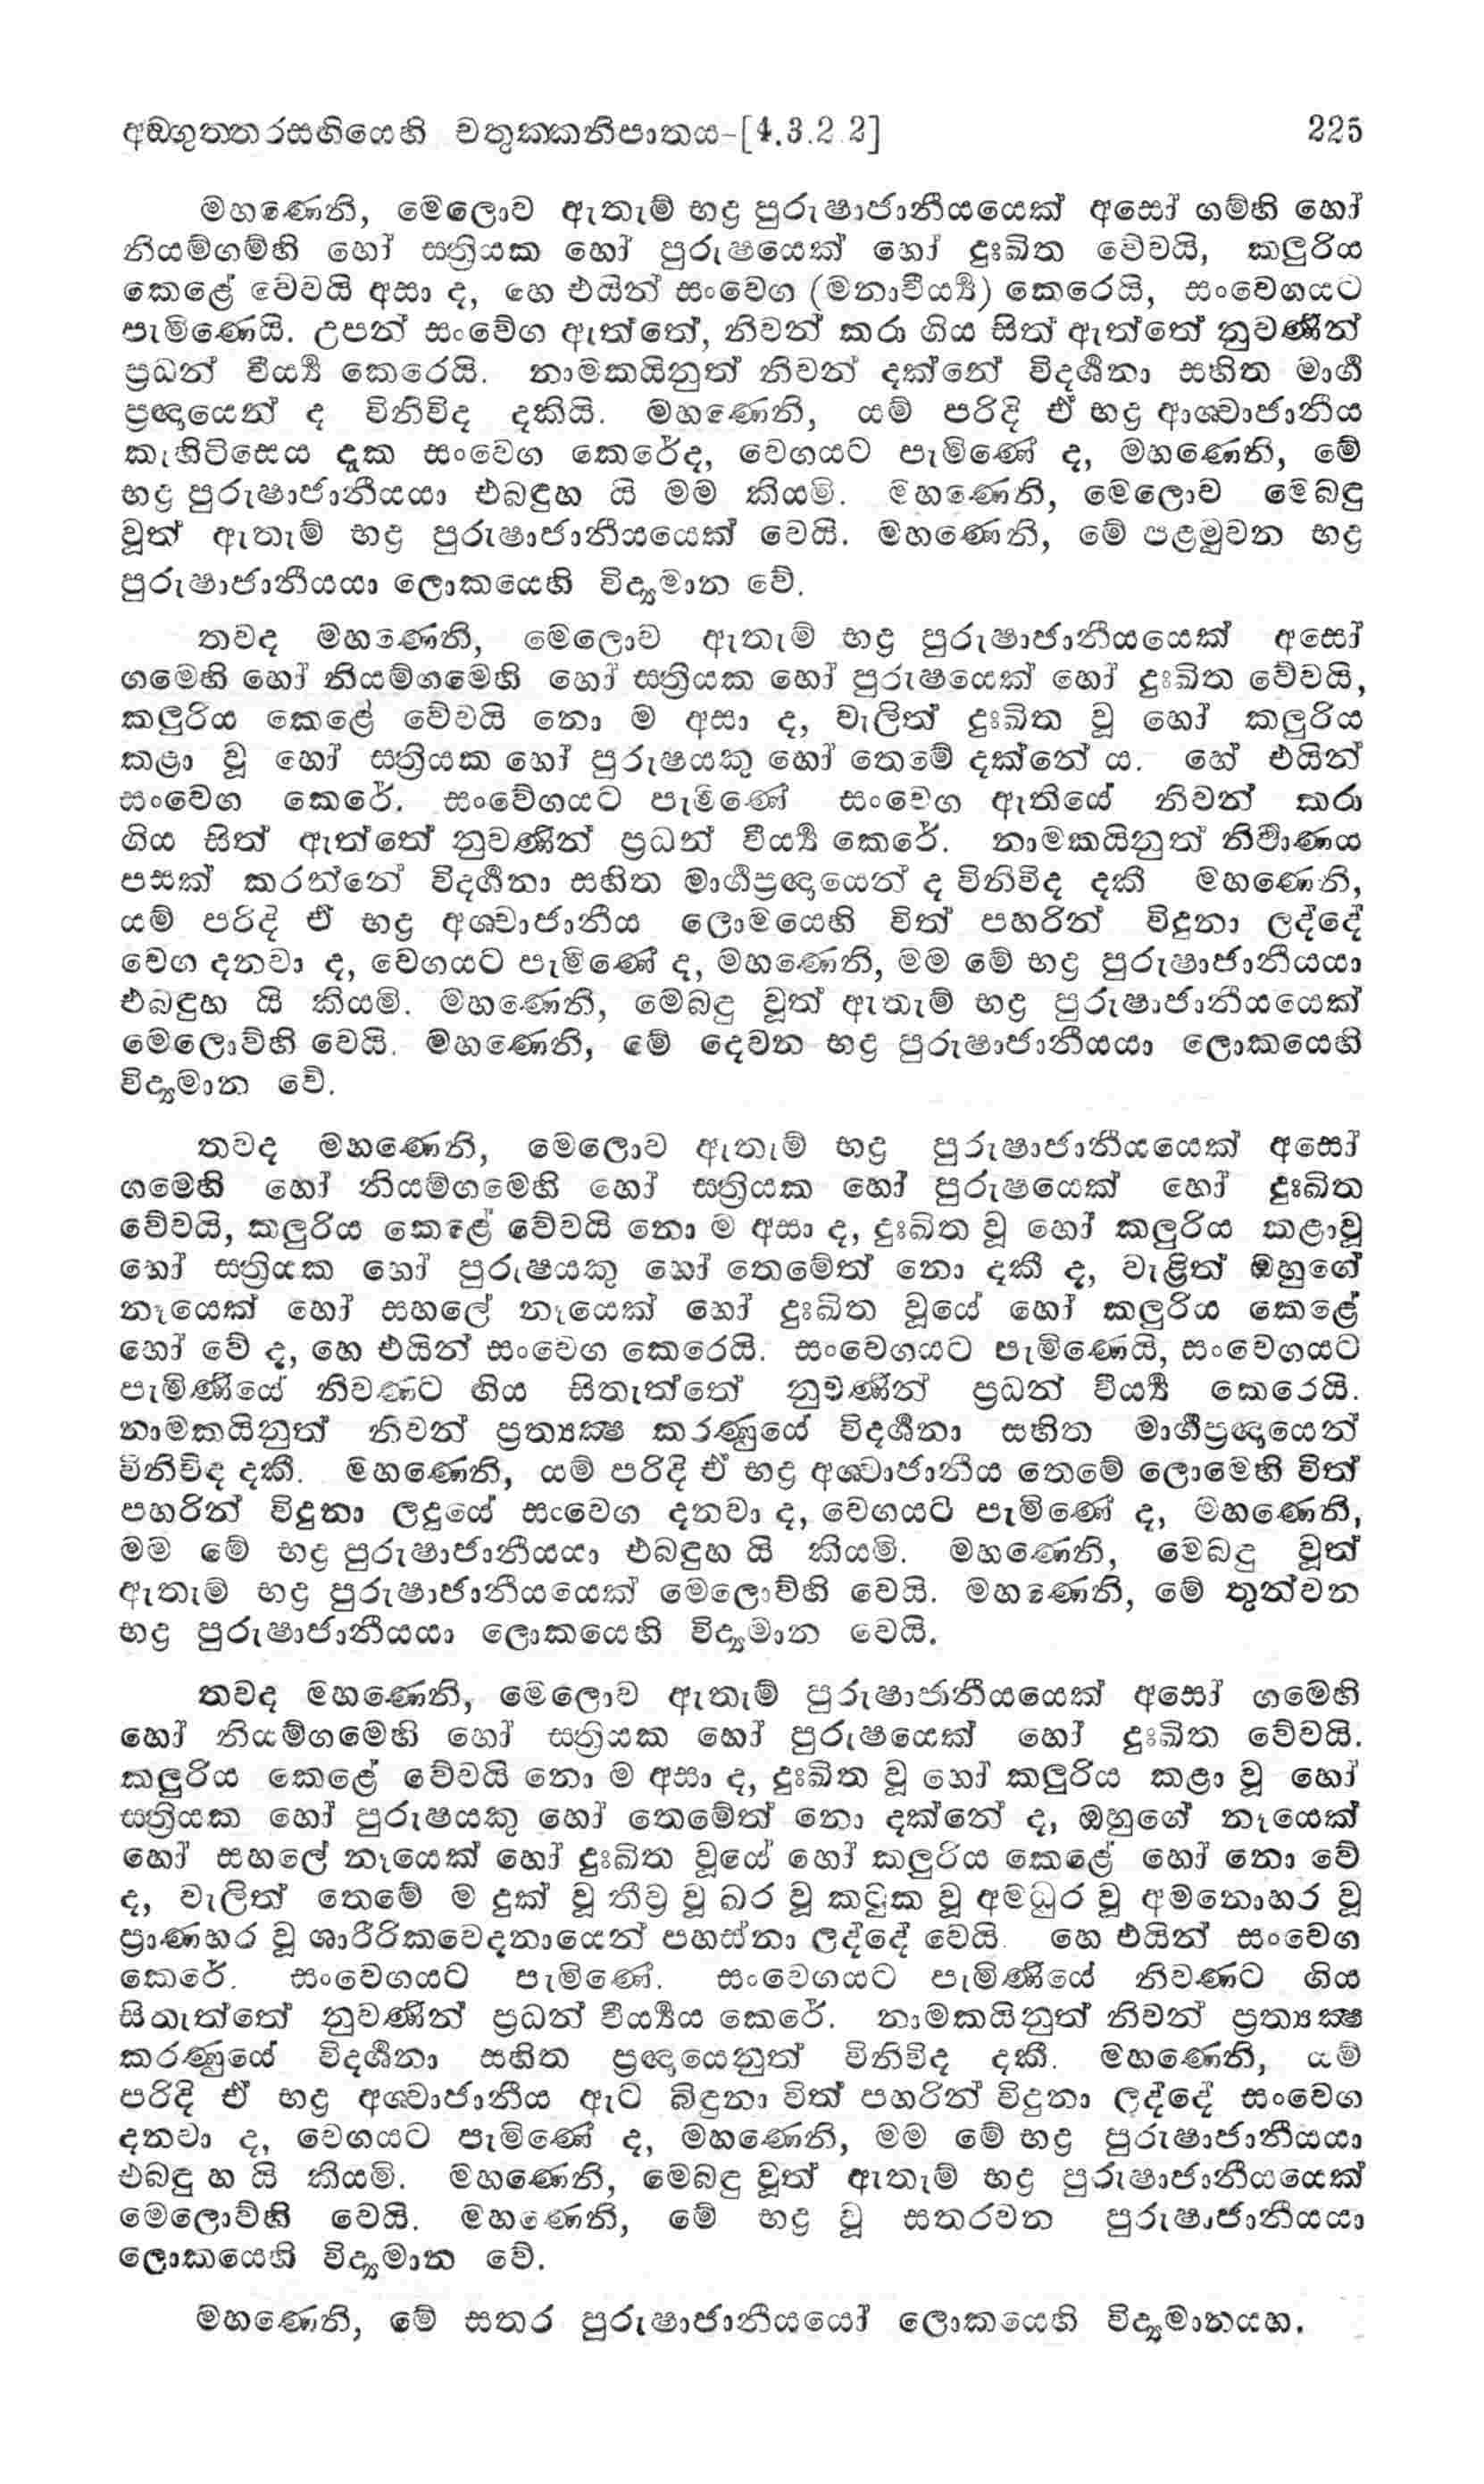 අඞගුත‍්තරසඟියෙහි චතුක‍්කනිපාතය-[4.3.2.2] 225
මහණෙනි, මෙලොව ඇතැම් භද්‍ර පුරුෂාජානීයයෙක් අසෝ ගම්හි හෝ
නියම්ගම්හි හෝ සත්‍රියක හෝ පුරුෂයෙක් හෝ දුඃඛිත වේවයි, කලුරිය
කෙළේ වේවයි අසා ද, හෙ එයින් සංවෙග (මනාවීර්‍ය්‍ය) කෙරෙයි, සංවෙගයට
පැමිණෙයි. උපන් සංවේග ඇත්තේ, නිවන් කරා ගිය සිත් ඇත්තේ නුවණින්
ප්‍රධන් වීර්‍ය්‍ය කෙරෙයි. නාමකයිනුත් නිවන් දක්නේ විදර්‍ශනා සහිත මාර්‍ග
ප්‍රඥායෙන් ද විනිවිද දකියි. මහණෙනි, යම් පරිදි ඒ භද්‍ර ආශ්‍වාජානීය
කැහිටිසෙය දැක සංවෙග කෙරේද, වෙගයට පැමිණේ ද, මහණෙනි, මේ
භද්‍ර පුරුෂාජානීයයා එබඳුහ යි මම කියමි. මහණෙනි, මෙලොව මෙබඳු
වූත් ඇතැම් භද්‍ර පුරුෂාජානීයයෙක් වෙයි. මහණෙනි, මේ පළමුවන භද්‍ර
පුරුෂාජානීයයා ලොකයෙහි විද්‍යමාන වේ.
තවද මහණෙනි, මෙලොව ඇතැම් භද්‍ර පුරුෂාජානීයයෙක් අසෝ
ගමෙහි හෝ නියම්ගමෙහි හෝ සත්‍රියක හෝ පුරුෂයෙක් හෝ දුඃඛිත වේවයි,
කලුරිය කෙළේ වේවයි නො ම අසා ද, වැලිත් දුඃඛිත වූ හෝ කලුරිය
කළා වූ හෝ සත්‍රියක හෝ පුරුෂයකු හෝ තෙමේ දක්නේ ය. හේ එයින්
සංවෙග කෙරේ. සංවේගයට පැමිණේ සංවෙග ඇතියේ නිවන් කරා
ගිය සිත් ඇත්තේ නුවණින් ප්‍රධන් වීර්‍ය්‍ය කෙරේ. නාමකයිනුත් නිර්‍වාණය
පසක් කරන්නේ විදර්‍ශනා සහිත මාර්‍ගප්‍රඥායෙන් ද විනිවිද දකී මහණෙනි,
යම් පරිදි ඒ භද්‍ර අශ්‍වාජානීය ලොමයෙහි විත් පහරින් විදුනා ලද්දේ
වෙග දනවා ද, වෙගයට පැමිණේ ද, මහණෙනි, මම මේ භද්‍ර පුරුෂාජානීයයා
එබඳුහ යි කියමි. මහණෙනි, මෙබඳු වූත් ඇතැම් භද්‍ර පුරුෂාජානීයයෙක්
මෙලොව්හි වෙයි. මහණෙනි, මේ දෙවන භද්‍ර පුරුෂාජානීයයා ලොකයෙහි
විද්‍යමාන වේ.
තවද මහණෙනි, මෙලොව ඇතැම් භද්‍ර පුරුෂාජානීයයෙක් අසෝ
ගමෙහි හෝ නියම්ගමෙහි හෝ සත්‍රියක හෝ පුරුෂයෙක් හෝ දුඃඛිත
වේවයි, කලුරිය කෙළේ වේවයි නො ම අසා ද, දුඃඛිත වූ හෝ කලුරිය කළාවූ
හෝ සත්‍රියක හෝ පුරුෂයකු හෝ තෙමේත් නො දකී ද, වැළිත් ඔහුගේ
නෑයෙක් හෝ සහලේ නෑයෙක් හෝ දුඃඛිත වූයේ හෝ කලුරිය කෙළේ
හෝ වේ ද, හෙ එයින් සංවෙග කෙරෙයි. සංවෙගයට පැමිණෙයි, සංවෙගයට
පැමිණියේ නිවණට ගිය සිතැත්තේ නුවණින් ප්‍රධන් වීර්‍ය්‍ය කෙරෙයි.
නාමකයිනුත් නිවන් ප්‍රත්‍යක්‍ෂ කරණුයේ විදර්‍ශනා සහිත මාර්‍ගප්‍රඥායෙන්
විනිවිද දකී. මහණෙනි, යම් පරිදි ඒ භද්‍ර අශ්‍වාජානීය තෙමේ ලොමෙහි විත්
පහරින් විදුනා ලදුයේ සංවෙග දනවා ද, වෙගයට පැමිණේ ද, මහණෙනි,
මම මේ භද්‍ර පුරුෂාජානීයයා එබඳුහ යි කියමි. මහණෙනි, මෙබදු වූත්
ඇතැම් භද්‍ර පුරුෂාජානීයයෙක් මෙලොව්හි වෙයි. මහණෙනි, මේ තුන්වන
භද්‍ර පුරුෂාජානීයයා ලොකයෙහි විද්‍යමාන වෙයි.
තවද මහණෙනි, මෙලොව ඇතැම් පුරුෂාජානීයයෙක් අසෝ ගමෙහි
හෝ නියම්ගමෙහි හෝ සත්‍රියක හෝ පුරුෂයෙක් හෝ දුඃඛිත වේවයි.
කලුරිය කෙළේ වේවයි නො ම අසා ද, දුඃඛිත වූ හෝ කලුරිය කළා වූ හෝ
සත්‍රියක හෝ පුරුෂයකු හෝ තෙමේත් නො දක්නේ ද, ඔහුගේ නෑයෙක්
හෝ සහලේ නෑයෙක් හෝ දුඃඛිත වූයේ හෝ කලුරිය කෙළේ හෝ නො වේ
ද, වැලිත් තෙමේ ම දුක් වූ තීව්‍ර වූ ඛර වූ කටුක වූ අමධුර වූ අමනොහර වූ
ප්‍රාණහර වූ ශාරීරිකවෙදනායෙන් පහස්නා ලද්දේ වෙයි. හෙ එයින් සංවෙග
කෙරේ. සංවෙගයට පැමිණේ. සංවෙගයට පැමිණියේ නිවණට ගිය
සිතැත්තේ නුවණින් ප්‍රධන් වීර්‍ය්‍යය කෙරේ. නාමකයිනුත් නිවන් ප්‍රත්‍යක්‍ෂ
කරණුයේ විදර්‍ශනා සහිත ප්‍රඥායෙනුත් විනිවිද දකී. මහණෙනි, යම්
පරිදි ඒ භද්‍ර අශ්‍වාජානීය ඇට බිඳුනා විත් පහරින් විදුනා ලද්දේ සංවෙග
දනවා ද, වෙගයට පැමිණේ ද, මහණෙනි, මම මේ භද්‍ර පුරුෂාජානීයයා
එබඳු හ යි කියමි. මහණෙනි, මෙබඳු වූත් ඇතැම් භද්‍ර පුරුෂාජානීයයෙක්
මෙලොව්හි වෙයි. මහණෙනි, මේ භද්‍ර වූ සතරවන පුරුෂාජානීයයා
ලොකයෙහි විද්‍යමාන වේ.
මහණෙනි, මේ සතර පුරුෂාජානීයයෝ ලොකයෙහි විද්‍යමානයහ.